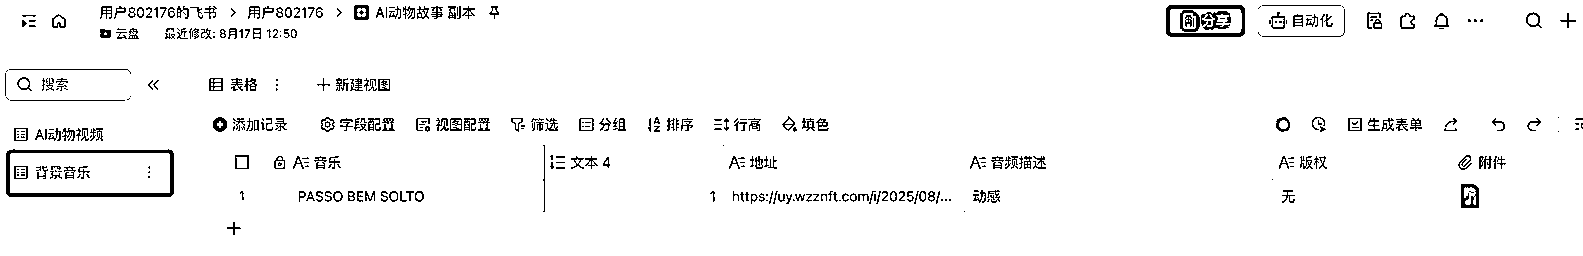 用户802176的飞书 > 用户802176 > AI动物故事 副本
云盘 最近修改: 8月17日 12:50
分享 自动化
搜索
表格 新建视图
AI动物视频
背景音乐
添加记录 字段配置 视图配置 筛选 分组 排序 行高 填色 生成表单
音乐 文本 4 地址 音频描述 版权 附件
1 PASSO BEM SOLTO 1 https://uy.wzznft.com/i/2025/08/... 动感 无